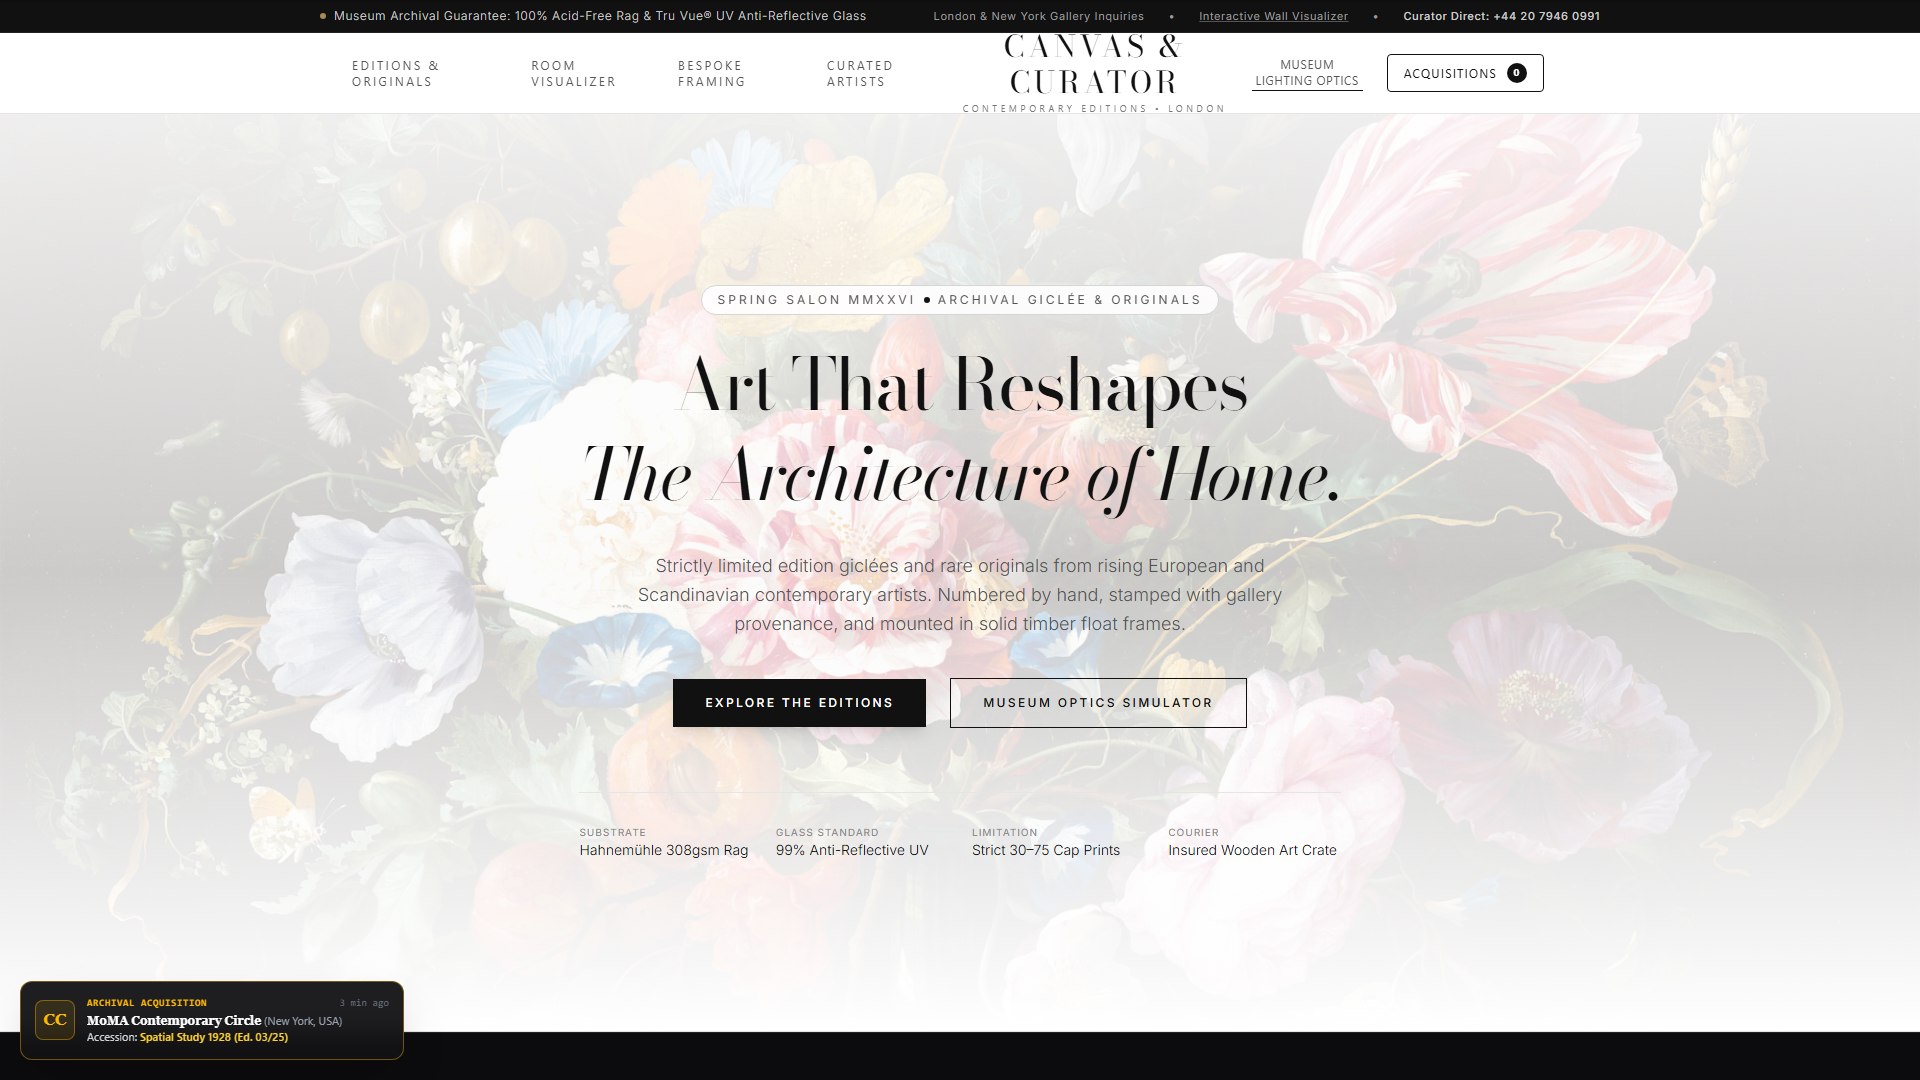 Museum Archival Guarantee: 100% Acid-Free Rag & Tru Vue® UV Anti-Reflective Glass
London & New York Gallery Inquiries • Interactive Wall Visualizer • Curator Direct: +44 20 7946 0991
EDITIONS &
ORIGINALS
ROOM
VISUALIZER
BESPOKE
FRAMING
CURATED
ARTISTS
CANVAS &
CURATOR
CONTEMPORARY EDITIONS • LONDON
MUSEUM
LIGHTING OPTICS
ACQUISITIONS 0
SPRING SALON MMXXVI • ARCHIVAL GICLÉE & ORIGINALS
Art That Reshapes
The Architecture of Home.
Strictly limited edition giclées and rare originals from rising European and
Scandinavian contemporary artists. Numbered by hand, stamped with gallery
provenance, and mounted in solid timber float frames.
EXPLORE THE EDITIONS
MUSEUM OPTICS SIMULATOR
SUBSTRATE
Hahnemühle 308gsm Rag
GLASS STANDARD
99% Anti-Reflective UV
LIMITATION
Strict 30–75 Cap Prints
COURIER
Insured Wooden Art Crate
CC
ARCHIVAL ACQUISITION 3 min ago
MoMA Contemporary Circle (New York, USA)
Accession: Spatial Study 1928 (Ed. 03/25)